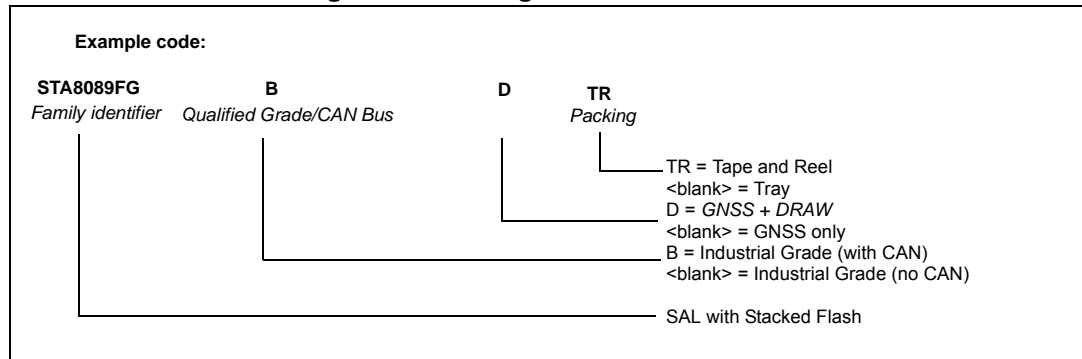 Example code:
STA8089FG B D TR
Family identifier Qualified Grade/CAN Bus Packing
TR = Tape and Reel
<blank> = Tray
D = GNSS + DRAW
<blank> = GNSS only
B = Industrial Grade (with CAN)
<blank> = Industrial Grade (no CAN)
SAL with Stacked Flash